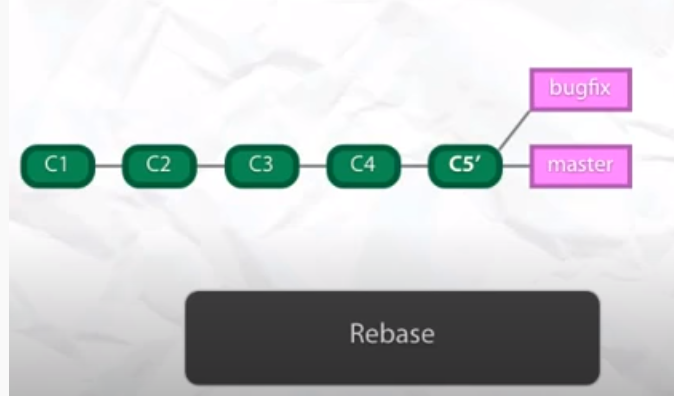 bugfix
C1 C2 C3 C4 C5′ master
Rebase